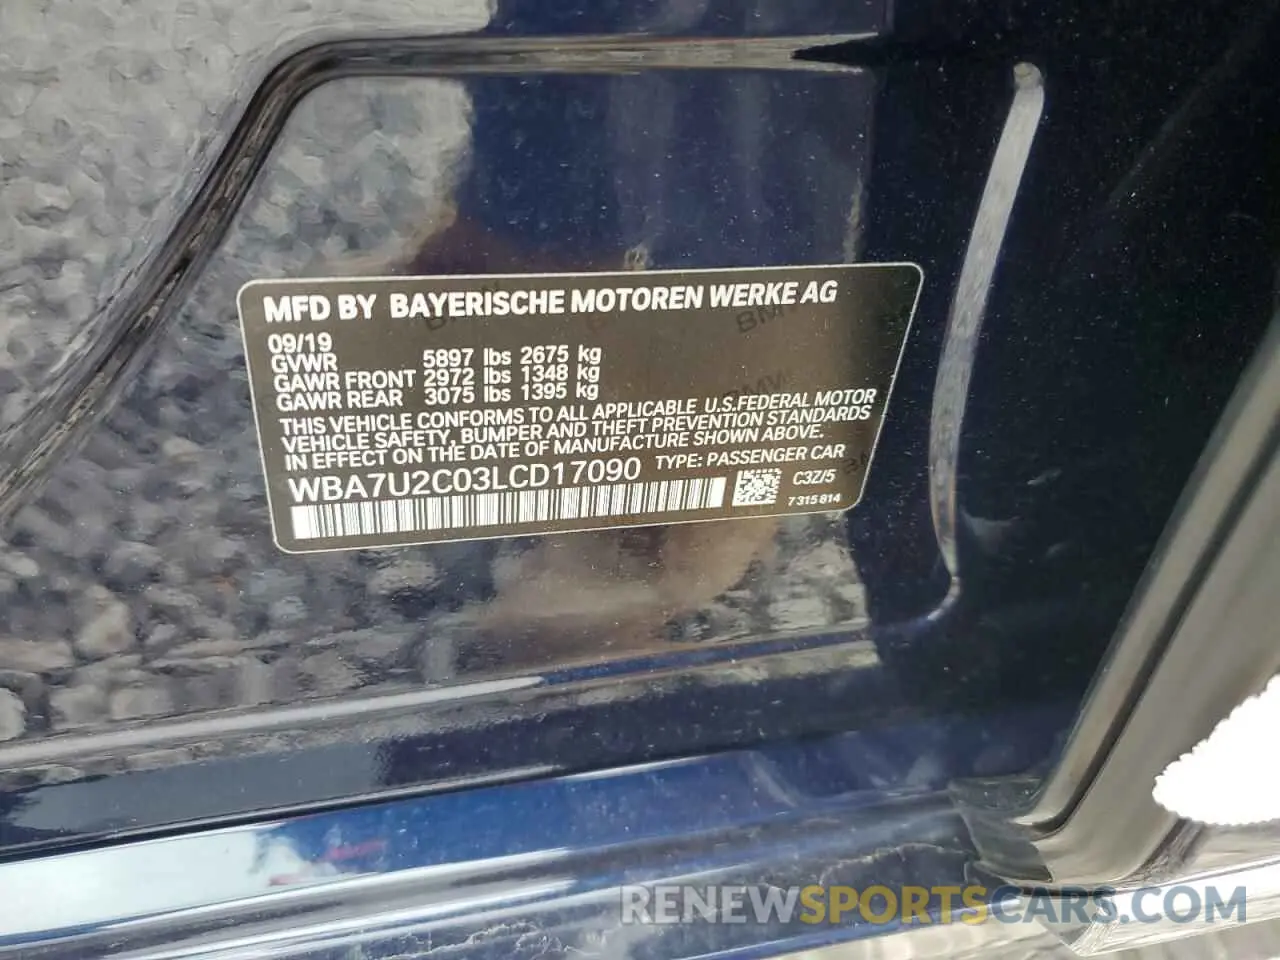 MFD BY BAYERISCHE MOTOREN WERKE AG
09/19
GVWR 5897 lbs 2675 kg
GAWR FRONT 2972 lbs 1348 kg
GAWR REAR 3075 lbs 1395 kg
THIS VEHICLE CONFORMS TO ALL APPLICABLE U.S.FEDERAL MOTOR
VEHICLE SAFETY, BUMPER AND THEFT PREVENTION STANDARDS
IN EFFECT ON THE DATE OF MANUFACTURE SHOWN ABOVE.
WBA7U2C03LCD17090 TYPE: PASSENGER CAR
C3Z/5
7 315 814
RENEWSPORTSCARS.COM